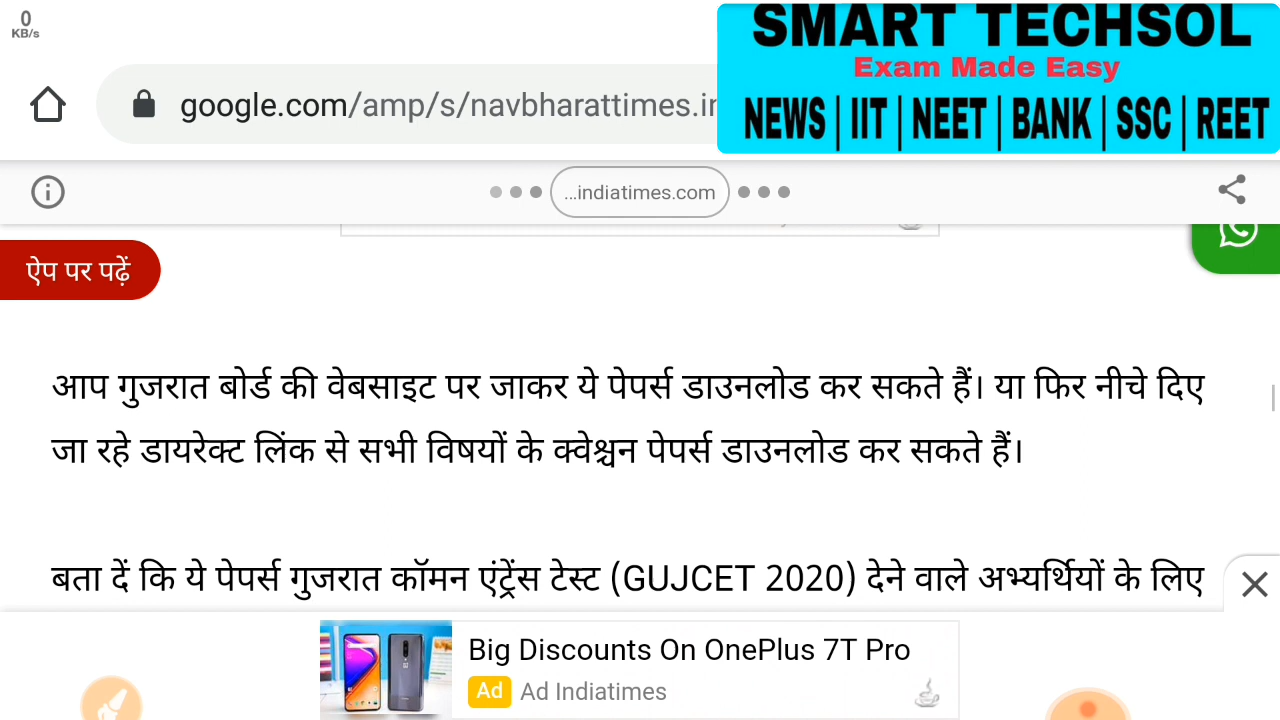 0
KB/s
SMART TECHSOL
Exam Made Easy
NEWS | IIT | NEET | BANK | SSC | REET
google.com/amp/s/navbharattimes.in
...indiatimes.com
ऐप पर पढ़ें
आप गुजरात बोर्ड की वेबसाइट पर जाकर ये पेपर्स डाउनलोड कर सकते हैं। या फिर नीचे दिए
जा रहे डायरेक्ट लिंक से सभी विषयों के क्वेश्चन पेपर्स डाउनलोड कर सकते हैं।
बता दें कि ये पेपर्स गुजरात कॉमन एंट्रेंस टेस्ट (GUJCET 2020) देने वाले अभ्यर्थियों के लिए
Big Discounts On OnePlus 7T Pro
Ad Ad Indiatimes